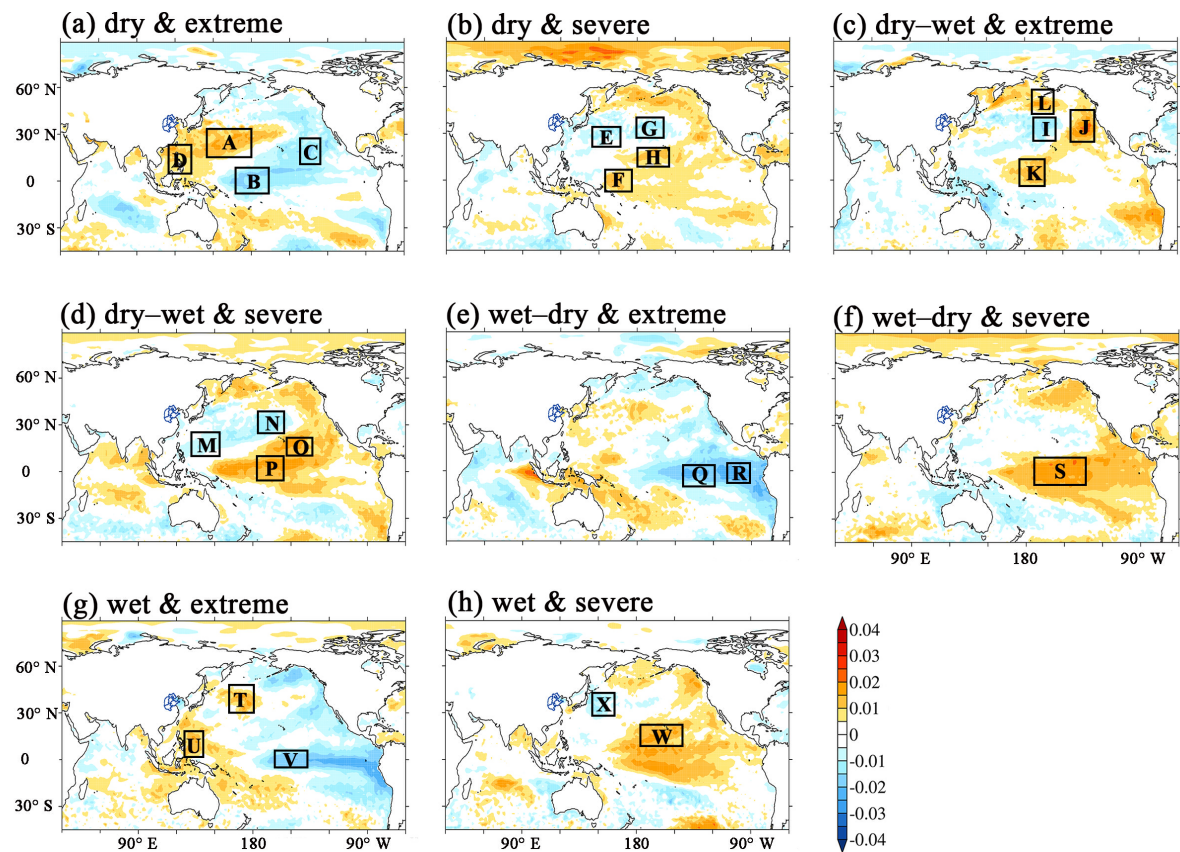 (a) dry & extreme
(b) dry & severe
(c) dry–wet & extreme
60° N
30° N
0
30° S
A
B
C
D
E
F
G
H
I
J
K
L
(d) dry–wet & severe
(e) wet–dry & extreme
(f) wet–dry & severe
60° N
30° N
0
30° S
M
N
O
P
Q
R
S
90° E
180
90° W
(g) wet & extreme
(h) wet & severe
60° N
30° N
0
30° S
T
U
V
W
X
90° E
180
90° W
90° E
180
90° W
0.04
0.03
0.02
0.01
0
-0.01
-0.02
-0.03
-0.04